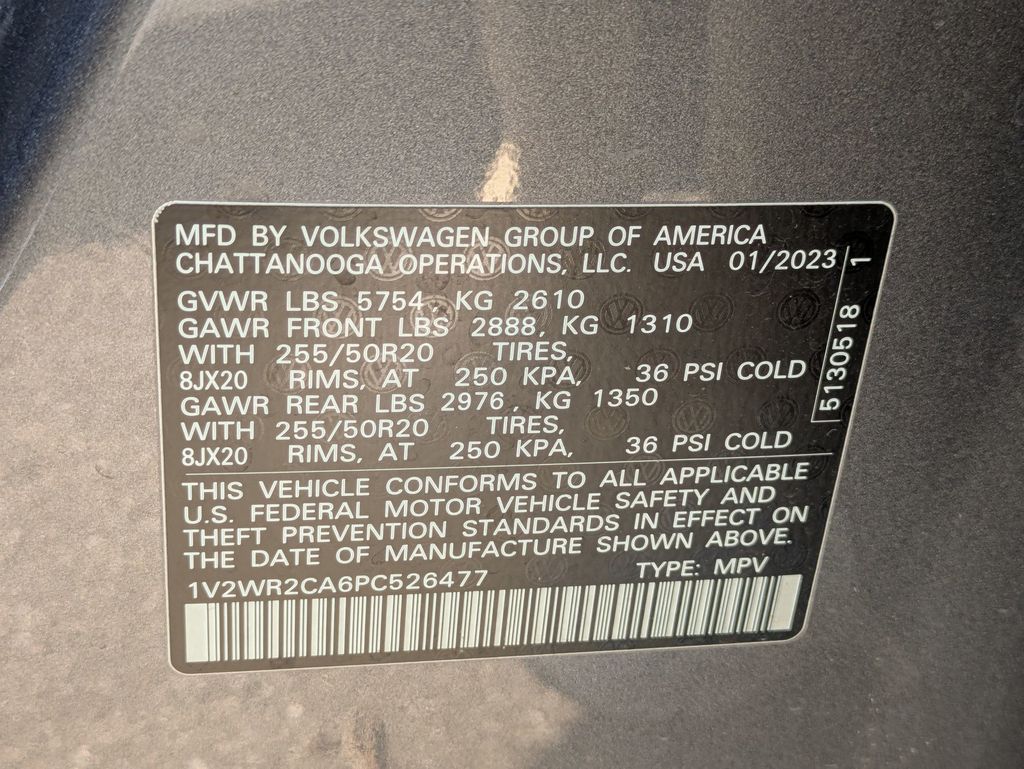 MFD BY VOLKSWAGEN GROUP OF AMERICA
CHATTANOOGA OPERATIONS, LLC. USA 01/2023
GVWR LBS 5754 KG 2610
GAWR FRONT LBS 2888, KG 1310
WITH 255/50R20 TIRES,
8JX20 RIMS, AT 250 KPA, 36 PSI COLD
GAWR REAR LBS 2976, KG 1350
WITH 255/50R20 TIRES,
8JX20 RIMS, AT 250 KPA, 36 PSI COLD
THIS VEHICLE CONFORMS TO ALL APPLICABLE
U.S. FEDERAL MOTOR VEHICLE SAFETY AND
THEFT PREVENTION STANDARDS IN EFFECT ON
THE DATE OF MANUFACTURE SHOWN ABOVE.
1V2WR2CA6PC526477 TYPE: MPV
5130518 1